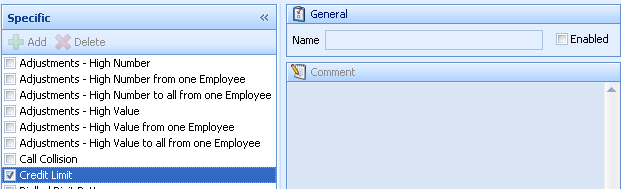 Specific
Add Delete
Adjustments - High Number
Adjustments - High Number from one Employee
Adjustments - High Number to all from one Employee
Adjustments - High Value
Adjustments - High Value from one Employee
Adjustments - High Value to all from one Employee
Call Collision
Credit Limit
General
Name Enabled
Comment